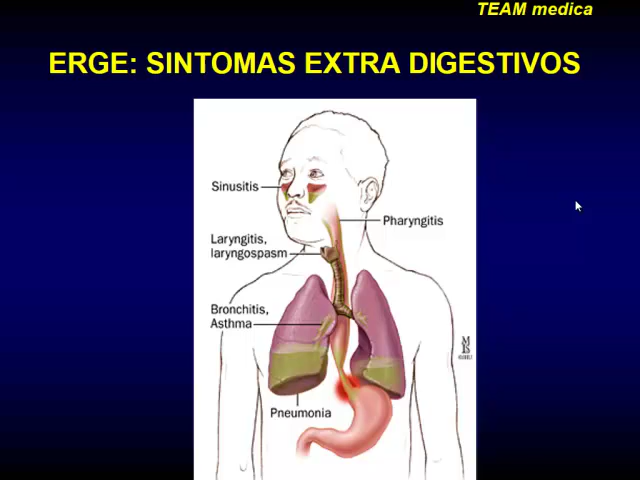 TEAM medica
ERGE: SINTOMAS EXTRA DIGESTIVOS
Sinusitis
Pharyngitis
Laryngitis,
laryngospasm
Bronchitis,
Asthma
Pneumonia